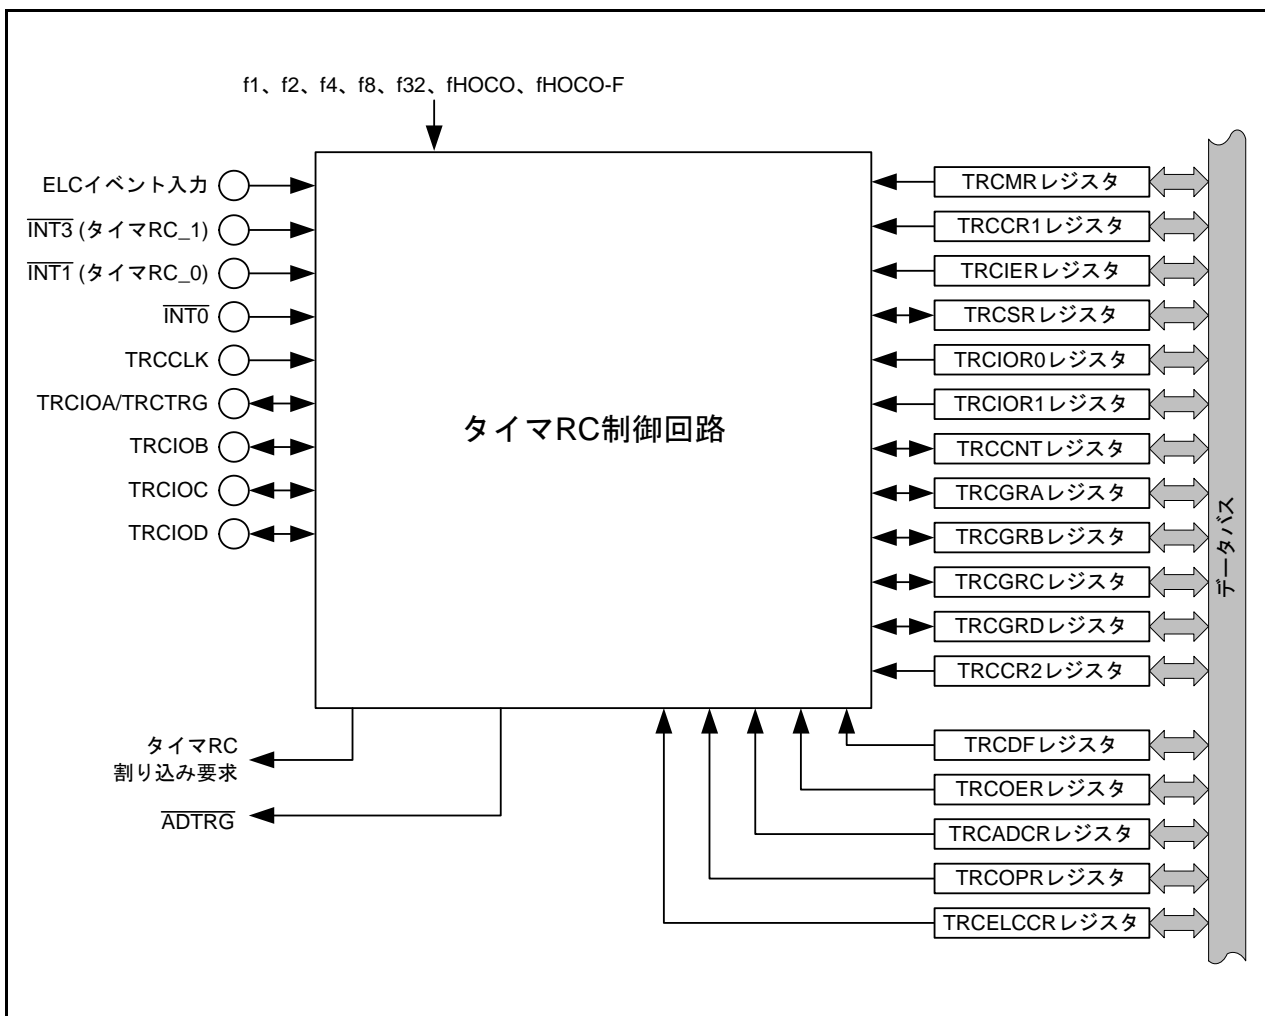 f1、f2、f4、f8、f32、fHOCO、fHOCO-F
ELCイベント入力
INT3 (タイマRC_1)
INT1 (タイマRC_0)
INT0
TRCCLK
TRCIOA/TRCTRG
TRCIOB
TRCIOC
TRCIOD
タイマRC制御回路
タイマRC
割り込み要求
ADTRG
TRCMRレジスタ
TRCCR1レジスタ
TRCIERレジスタ
TRCSRレジスタ
TRCIOR0レジスタ
TRCIOR1レジスタ
TRCCNTレジスタ
TRCGRAレジスタ
TRCGRBレジスタ
TRCGRCレジスタ
TRCGRDレジスタ
TRCCR2レジスタ
TRCDFレジスタ
TRCOERレジスタ
TRCADCRレジスタ
TRCOPRレジスタ
TRCELCCRレジスタ
データバス